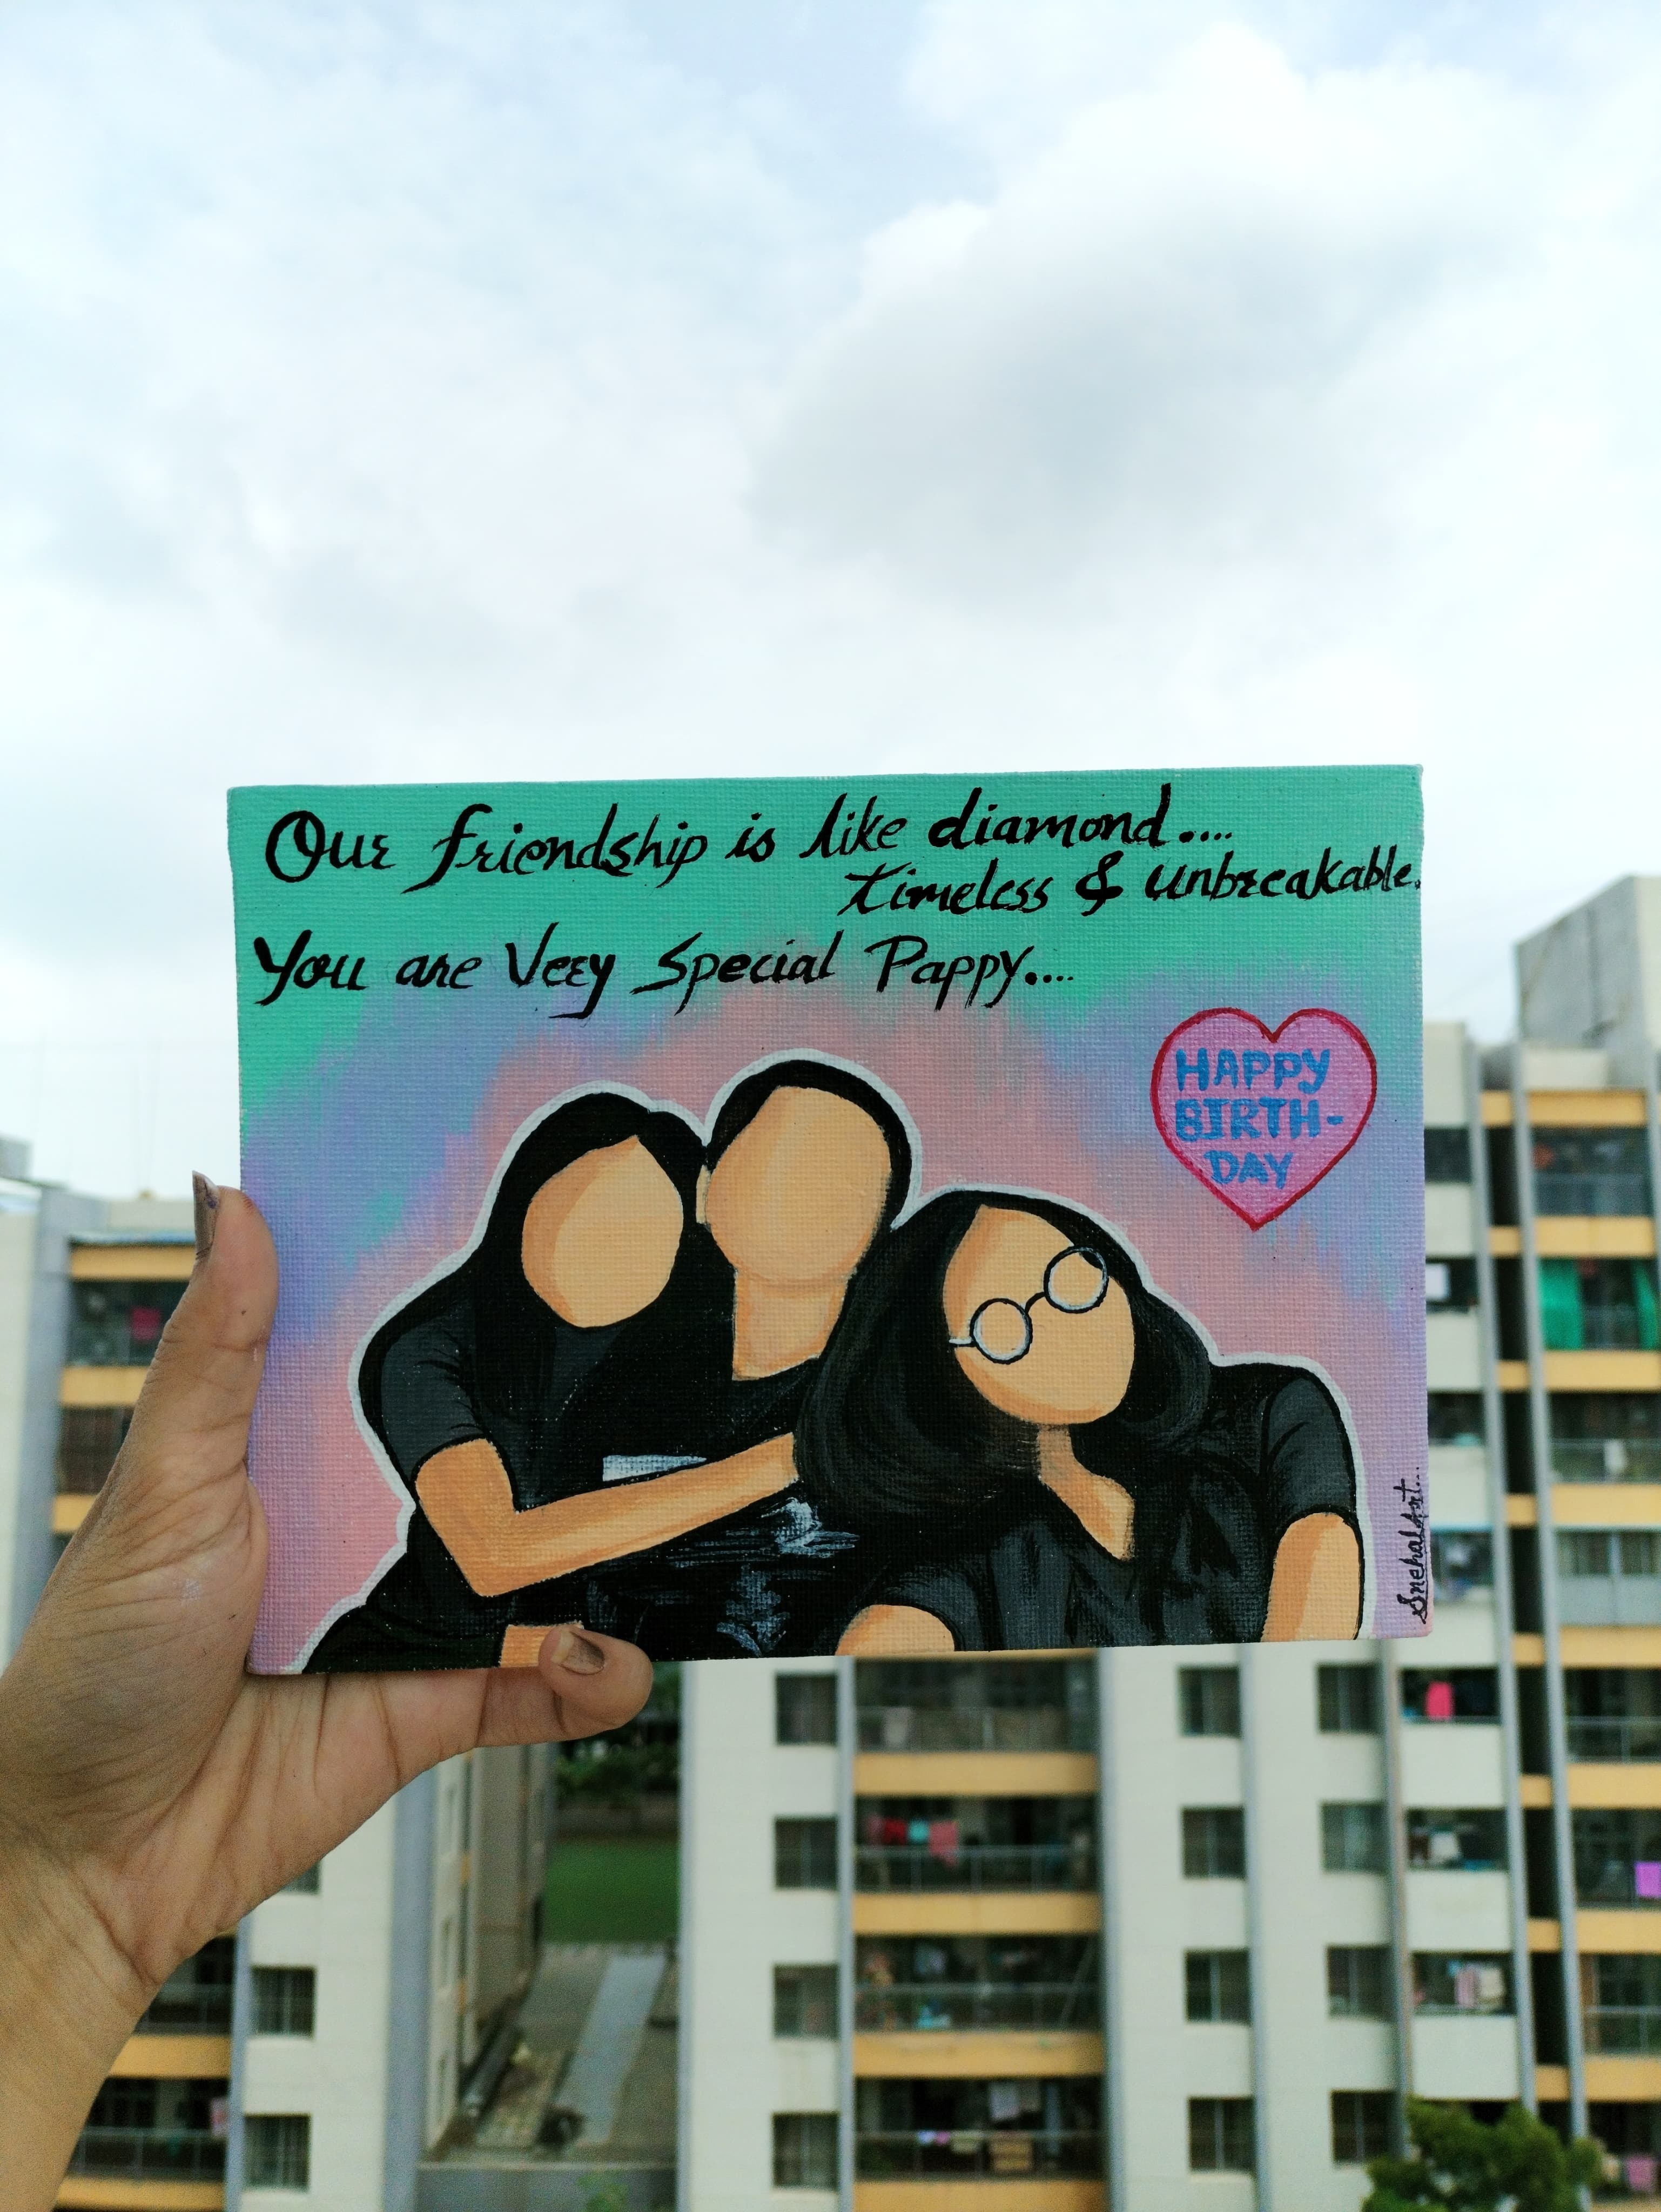 Our friendship is like diamond....
timeless & unbreakable.
You are Very Special Pappy....
HAPPY
BIRTH-
DAY
SnehalArt...